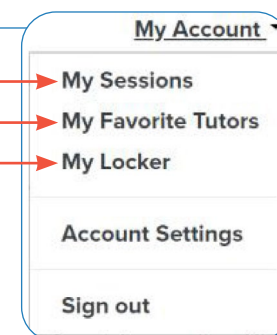 My Account
My Sessions
My Favorite Tutors
My Locker
Account Settings
Sign out